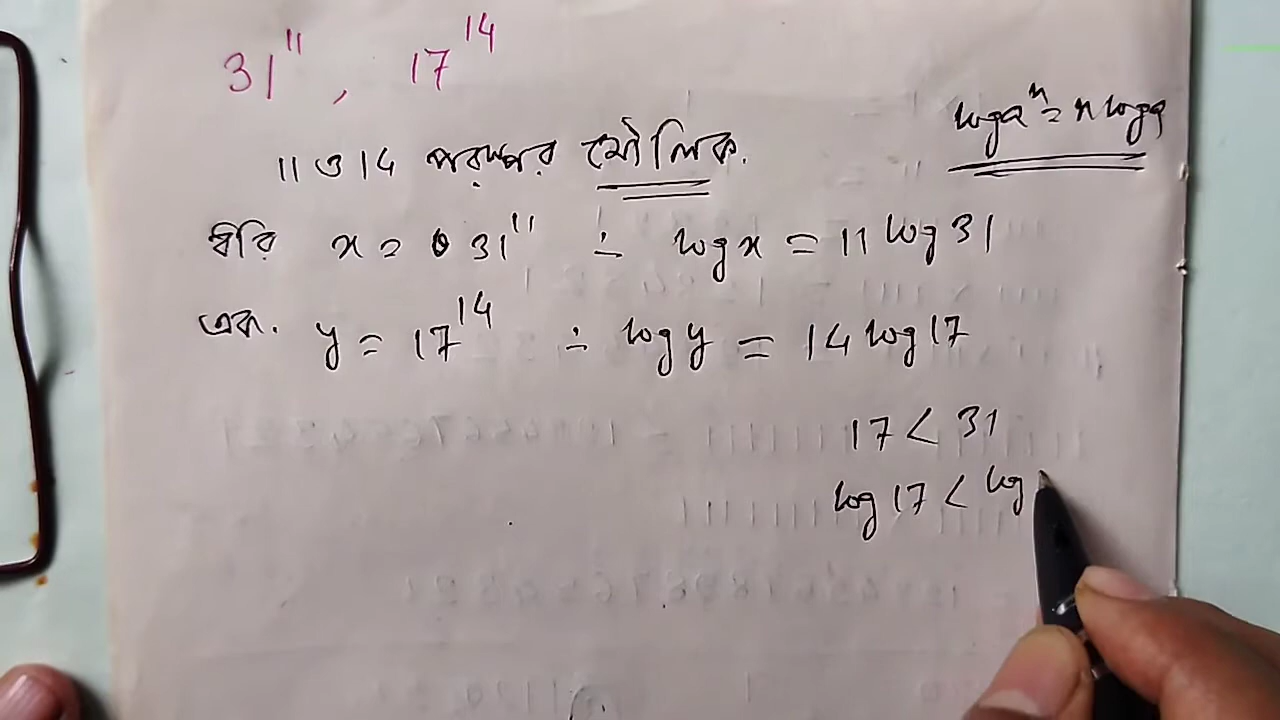 31¹¹ , 17¹⁴
log aⁿ = n log a
11 ও 14 পরস্পর মৌলিক.
ধরি x = 31¹¹ ∴ log x = 11 log 31
এবং y = 17¹⁴ ∴ log y = 14 log 17
17 < 31
log 17 < log